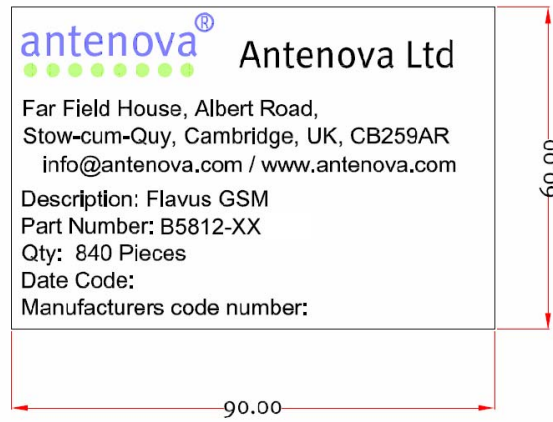 antenova®
Antenova Ltd
Far Field House, Albert Road,
Stow-cum-Quy, Cambridge, UK, CB259AR
info@antenova.com / www.antenova.com
Description: Flavus GSM
Part Number: B5812-XX
Qty: 840 Pieces
Date Code:
Manufacturers code number:
60.00
90.00